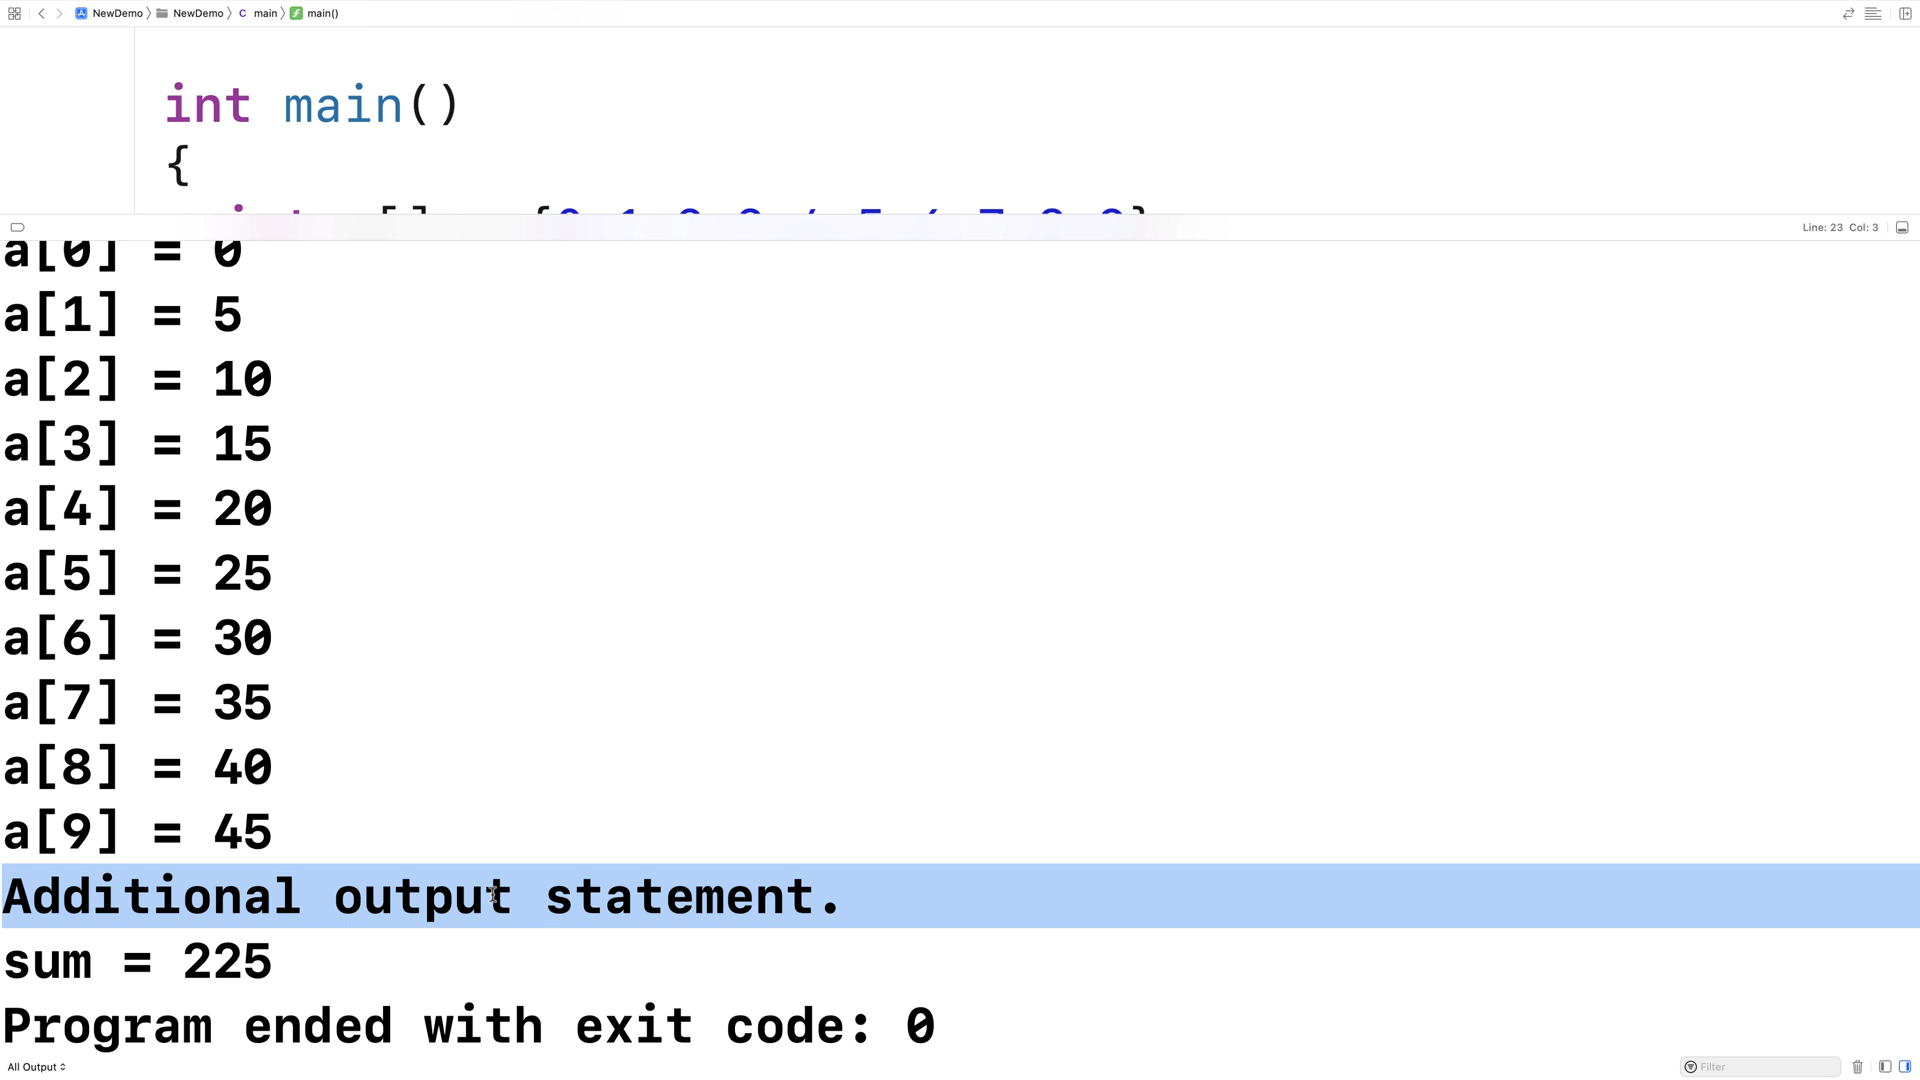 NewDemo NewDemo C main f main()
int main()
{
Line: 23 Col: 3
a[0] = 0
a[1] = 5
a[2] = 10
a[3] = 15
a[4] = 20
a[5] = 25
a[6] = 30
a[7] = 35
a[8] = 40
a[9] = 45
Additional output statement.
sum = 225
Program ended with exit code: 0
All Output Filter